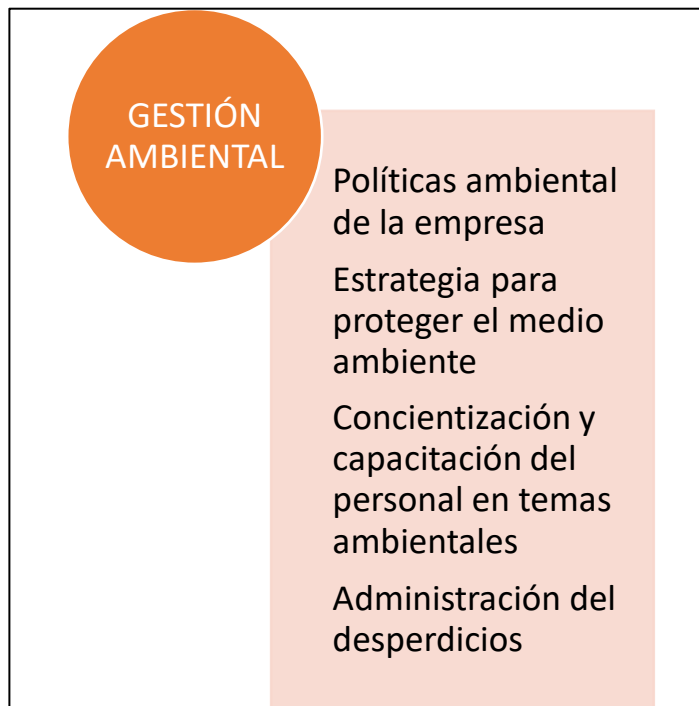 GESTIÓN
AMBIENTAL
Políticas ambiental
de la empresa
Estrategia para
proteger el medio
ambiente
Concientización y
capacitación del
personal en temas
ambientales
Administración del
desperdicios